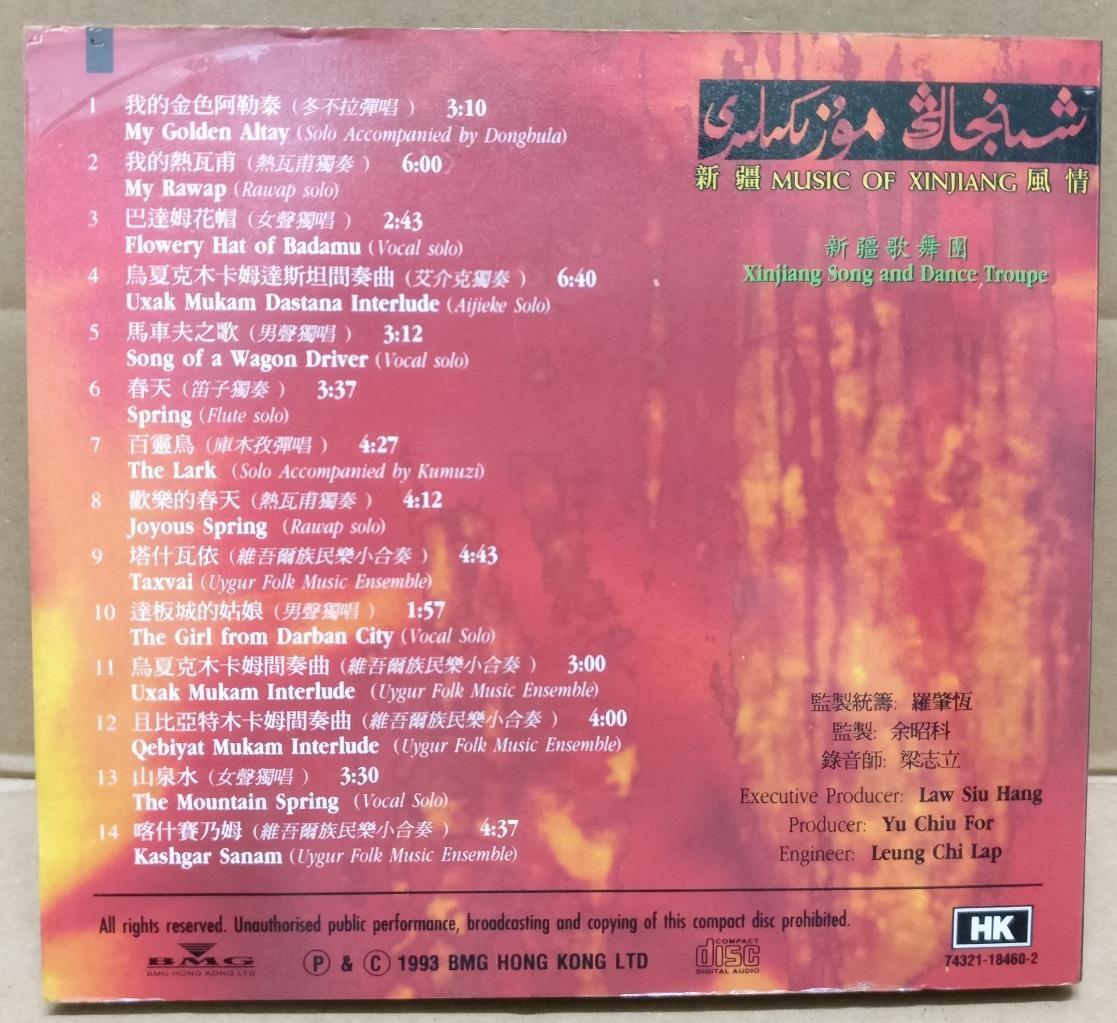 1 我的金色阿勒泰（冬不拉彈唱 ） 3:10
My Golden Altay (Solo Accompanied by Dongbula)
2 我的熱瓦甫（熱瓦甫獨奏 ） 6:00
My Rawap (Rawap solo)
3 巴達姆花帽（女聲獨唱 ） 2:43
Flowery Hat of Badamu (Vocal solo)
4 烏夏克木卡姆達斯坦間奏曲（艾介克獨奏 ） 6:40
Uxak Mukam Dastana Interlude (Aijieke Solo)
5 馬車夫之歌（男聲獨唱 ） 3:12
Song of a Wagon Driver (Vocal solo)
6 春天（笛子獨奏 ） 3:37
Spring (Flute solo)
7 百靈鳥（庫木孜彈唱 ） 4:27
The Lark (Solo Accompanied by Kumuzi)
8 歡樂的春天（熱瓦甫獨奏 ） 4:12
Joyous Spring (Rawap solo)
9 塔什瓦依（維吾爾族民樂小合奏 ） 4:43
Taxvai (Uygur Folk Music Ensemble)
10 達板城的姑娘（男聲獨唱 ） 1:57
The Girl from Darban City (Vocal Solo)
11 烏夏克木卡姆間奏曲（維吾爾族民樂小合奏 ） 3:00
Uxak Mukam Interlude (Uygur Folk Music Ensemble)
12 且比亞特木卡姆間奏曲（維吾爾族民樂小合奏 ） 4:00
Qebiyat Mukam Interlude (Uygur Folk Music Ensemble)
13 山泉水（女聲獨唱 ） 3:30
The Mountain Spring (Vocal Solo)
14 喀什賽乃姆（維吾爾族民樂小合奏 ） 4:37
Kashgar Sanam (Uygur Folk Music Ensemble)
شىنجاڭ مۇزىكىلىرى
新疆 MUSIC OF XINJIANG 風情
新疆歌舞團
Xinjiang Song and Dance Troupe
監製統籌: 羅肇恆
監製: 余昭科
錄音師: 梁志立
Executive Producer: Law Siu Hang
Producer: Yu Chiu For
Engineer: Leung Chi Lap
All rights reserved. Unauthorised public performance, broadcasting and copying of this compact disc prohibited.
BMG
BMG HONG KONG LTD
Ⓟ & Ⓒ 1993 BMG HONG KONG LTD
COMPACT
disc
DIGITAL AUDIO
HK
74321-18460-2